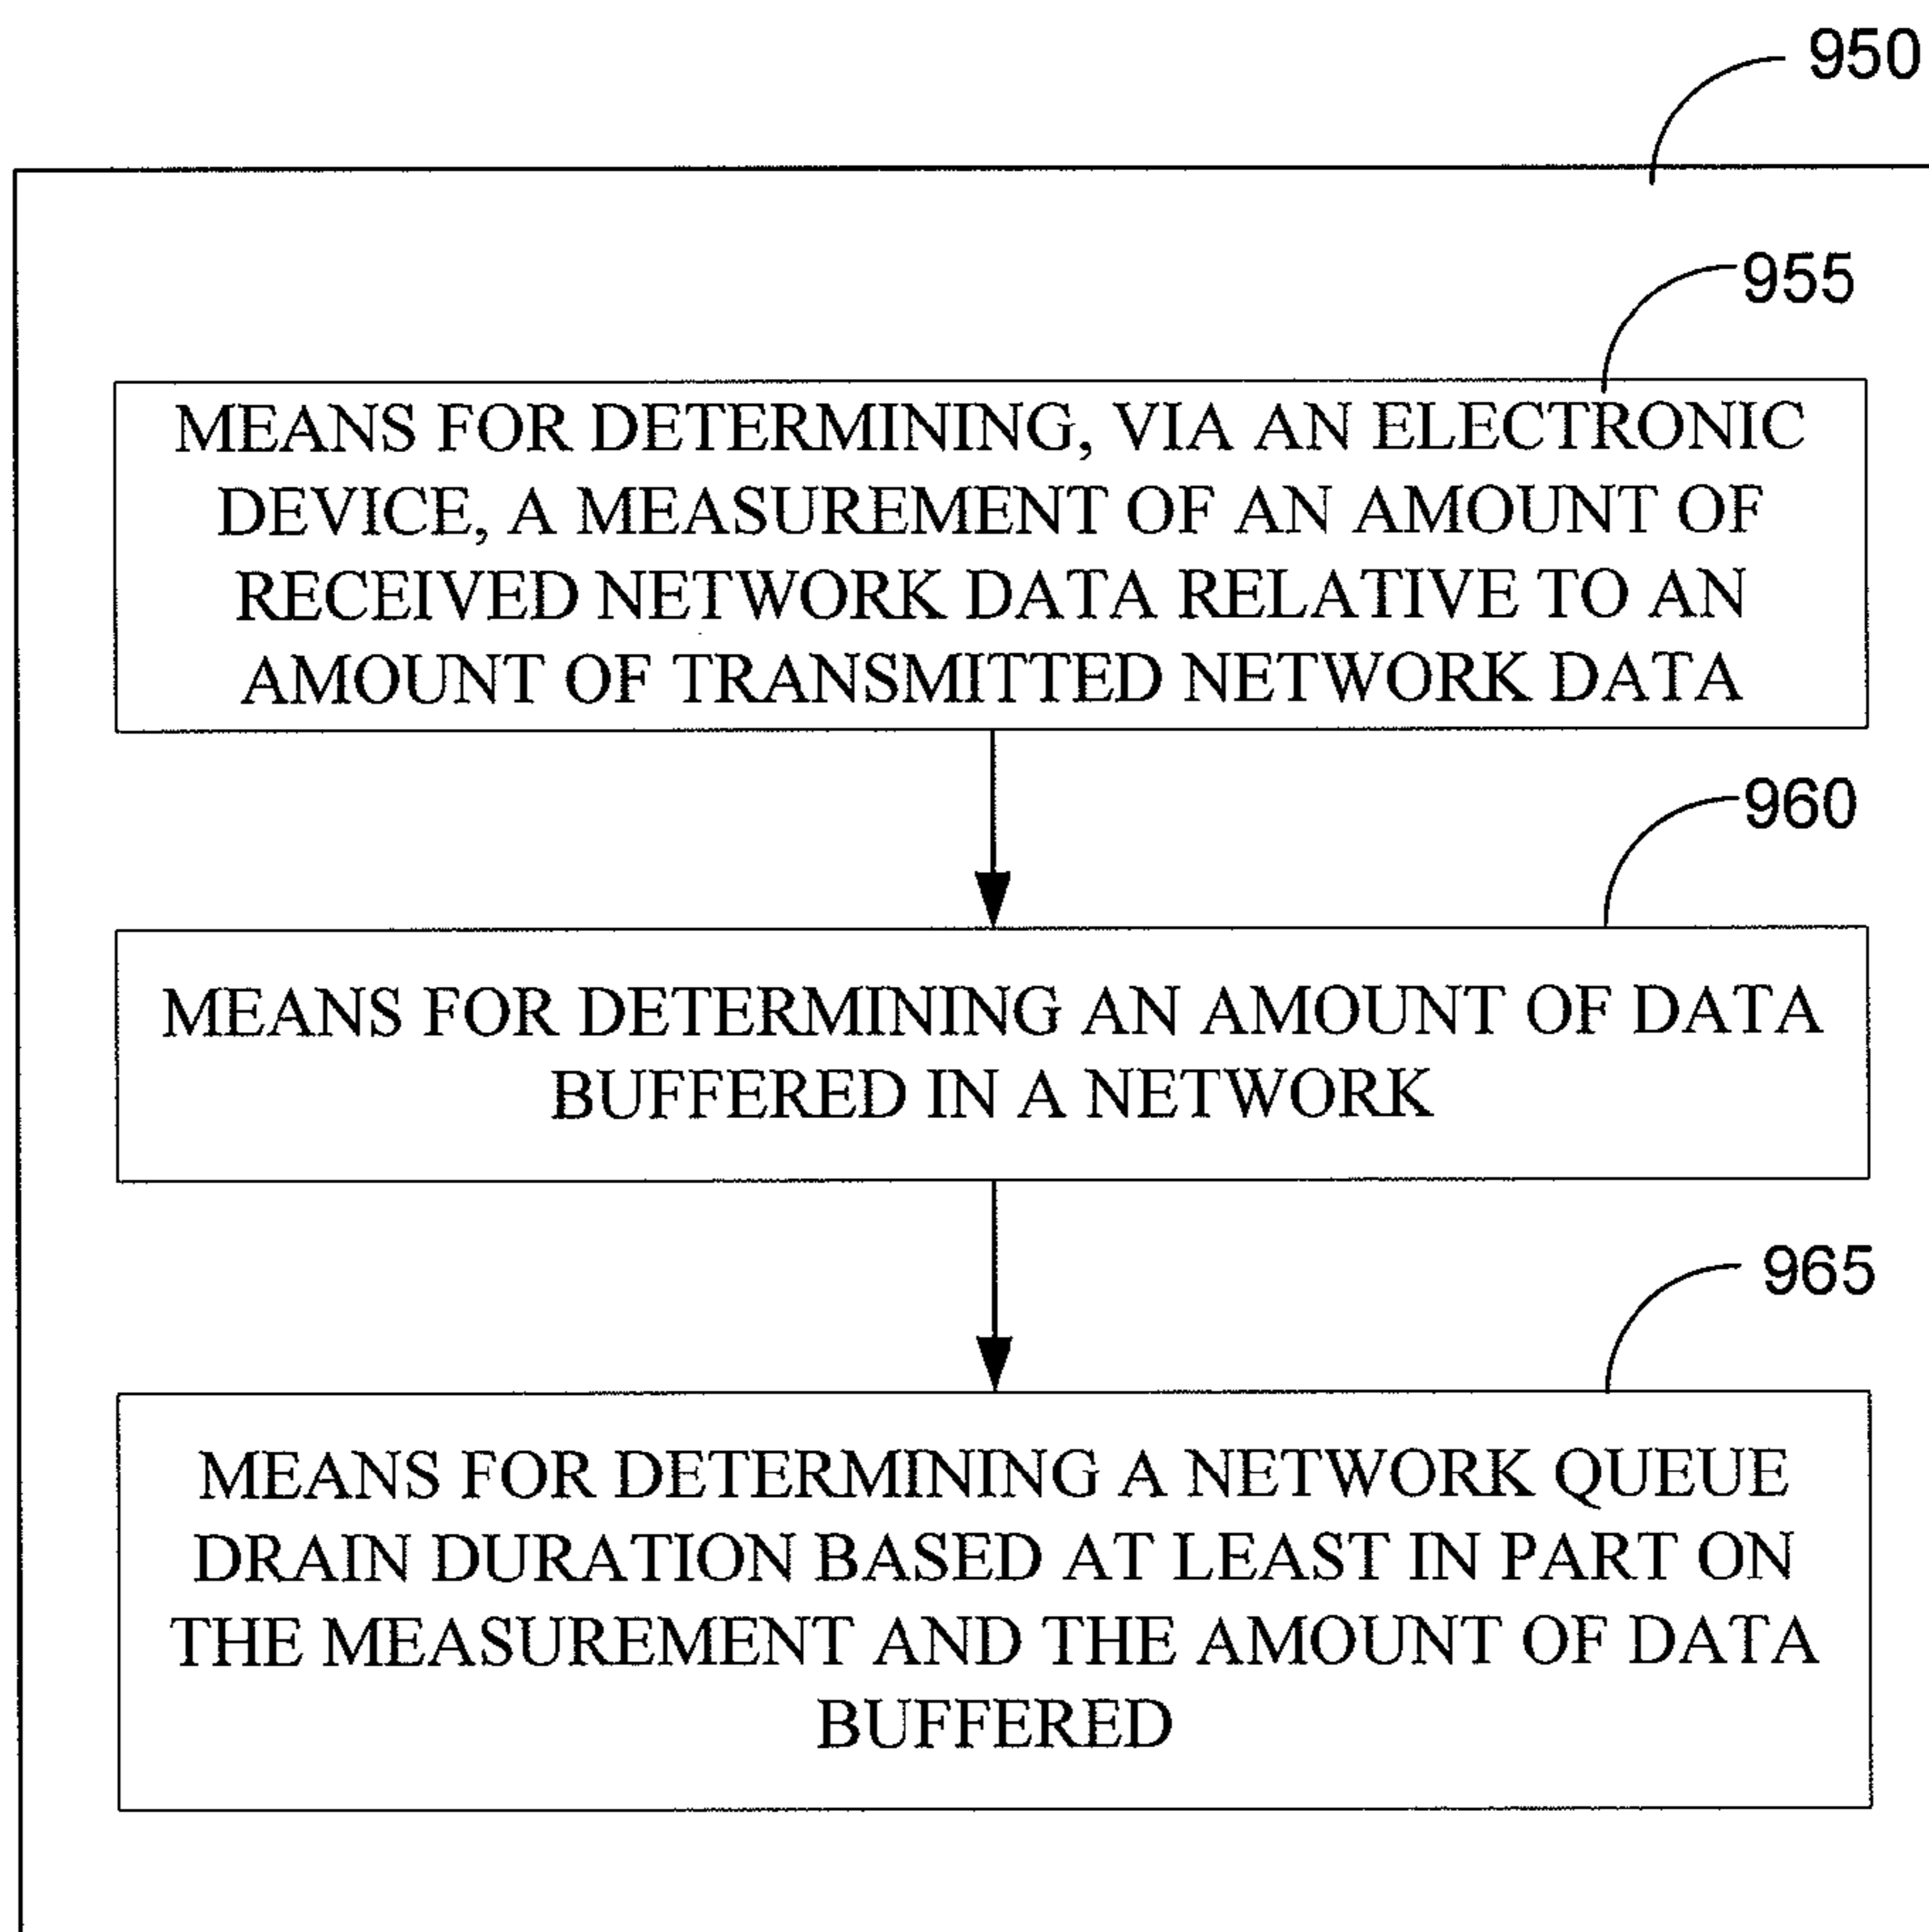 950
955
MEANS FOR DETERMINING, VIA AN ELECTRONIC
DEVICE, A MEASUREMENT OF AN AMOUNT OF
RECEIVED NETWORK DATA RELATIVE TO AN
AMOUNT OF TRANSMITTED NETWORK DATA
960
MEANS FOR DETERMINING AN AMOUNT OF DATA
BUFFERED IN A NETWORK
965
MEANS FOR DETERMINING A NETWORK QUEUE
DRAIN DURATION BASED AT LEAST IN PART ON
THE MEASUREMENT AND THE AMOUNT OF DATA
BUFFERED